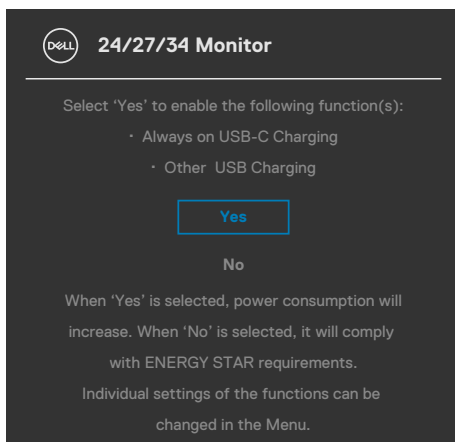 DELL
24/27/34 Monitor
Select ‘Yes’ to enable the following function(s):
· Always on USB-C Charging
· Other USB Charging
Yes
No
When ‘Yes’ is selected, power consumption will
increase. When ‘No’ is selected, it will comply
with ENERGY STAR requirements.
Individual settings of the functions can be
changed in the Menu.